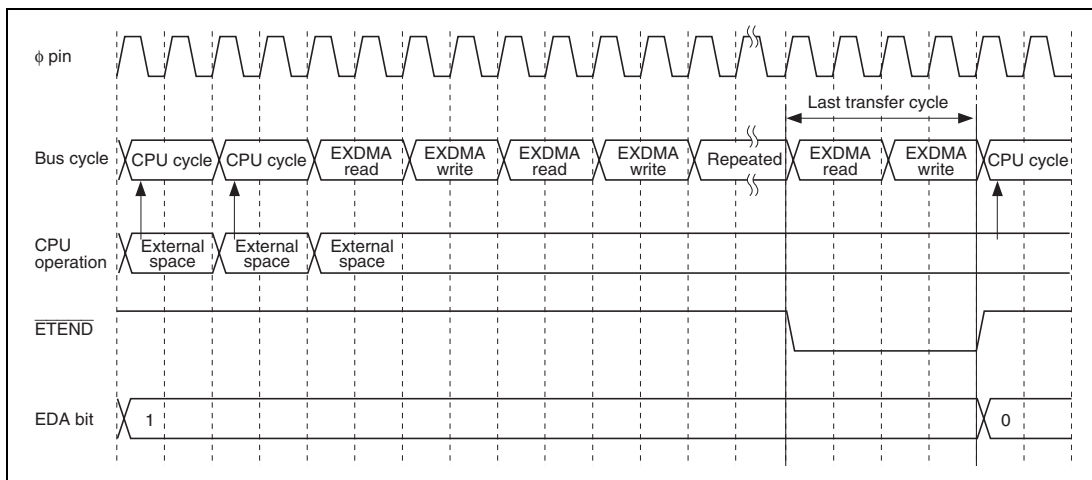 φ pin
Last transfer cycle
Bus cycle
CPU cycle
CPU cycle
EXDMA
read
EXDMA
write
EXDMA
read
EXDMA
write
Repeated
EXDMA
read
EXDMA
write
CPU cycle
CPU
operation
External
space
External
space
External
space
ETEND
EDA bit
1
0